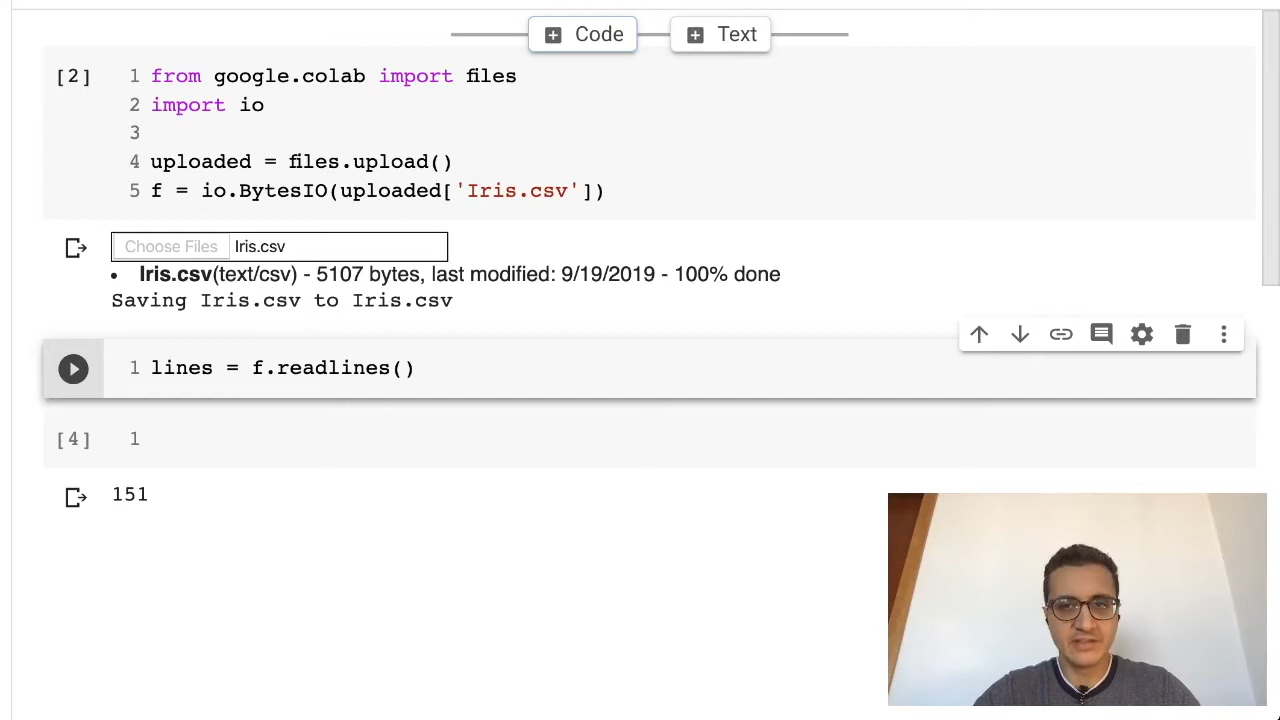 Code Text
[2] 1 from google.colab import files
2 import io
3
4 uploaded = files.upload()
5 f = io.BytesIO(uploaded['Iris.csv'])
Choose Files Iris.csv
• Iris.csv(text/csv) - 5107 bytes, last modified: 9/19/2019 - 100% done
Saving Iris.csv to Iris.csv
1 lines = f.readlines()
[4] 1
151